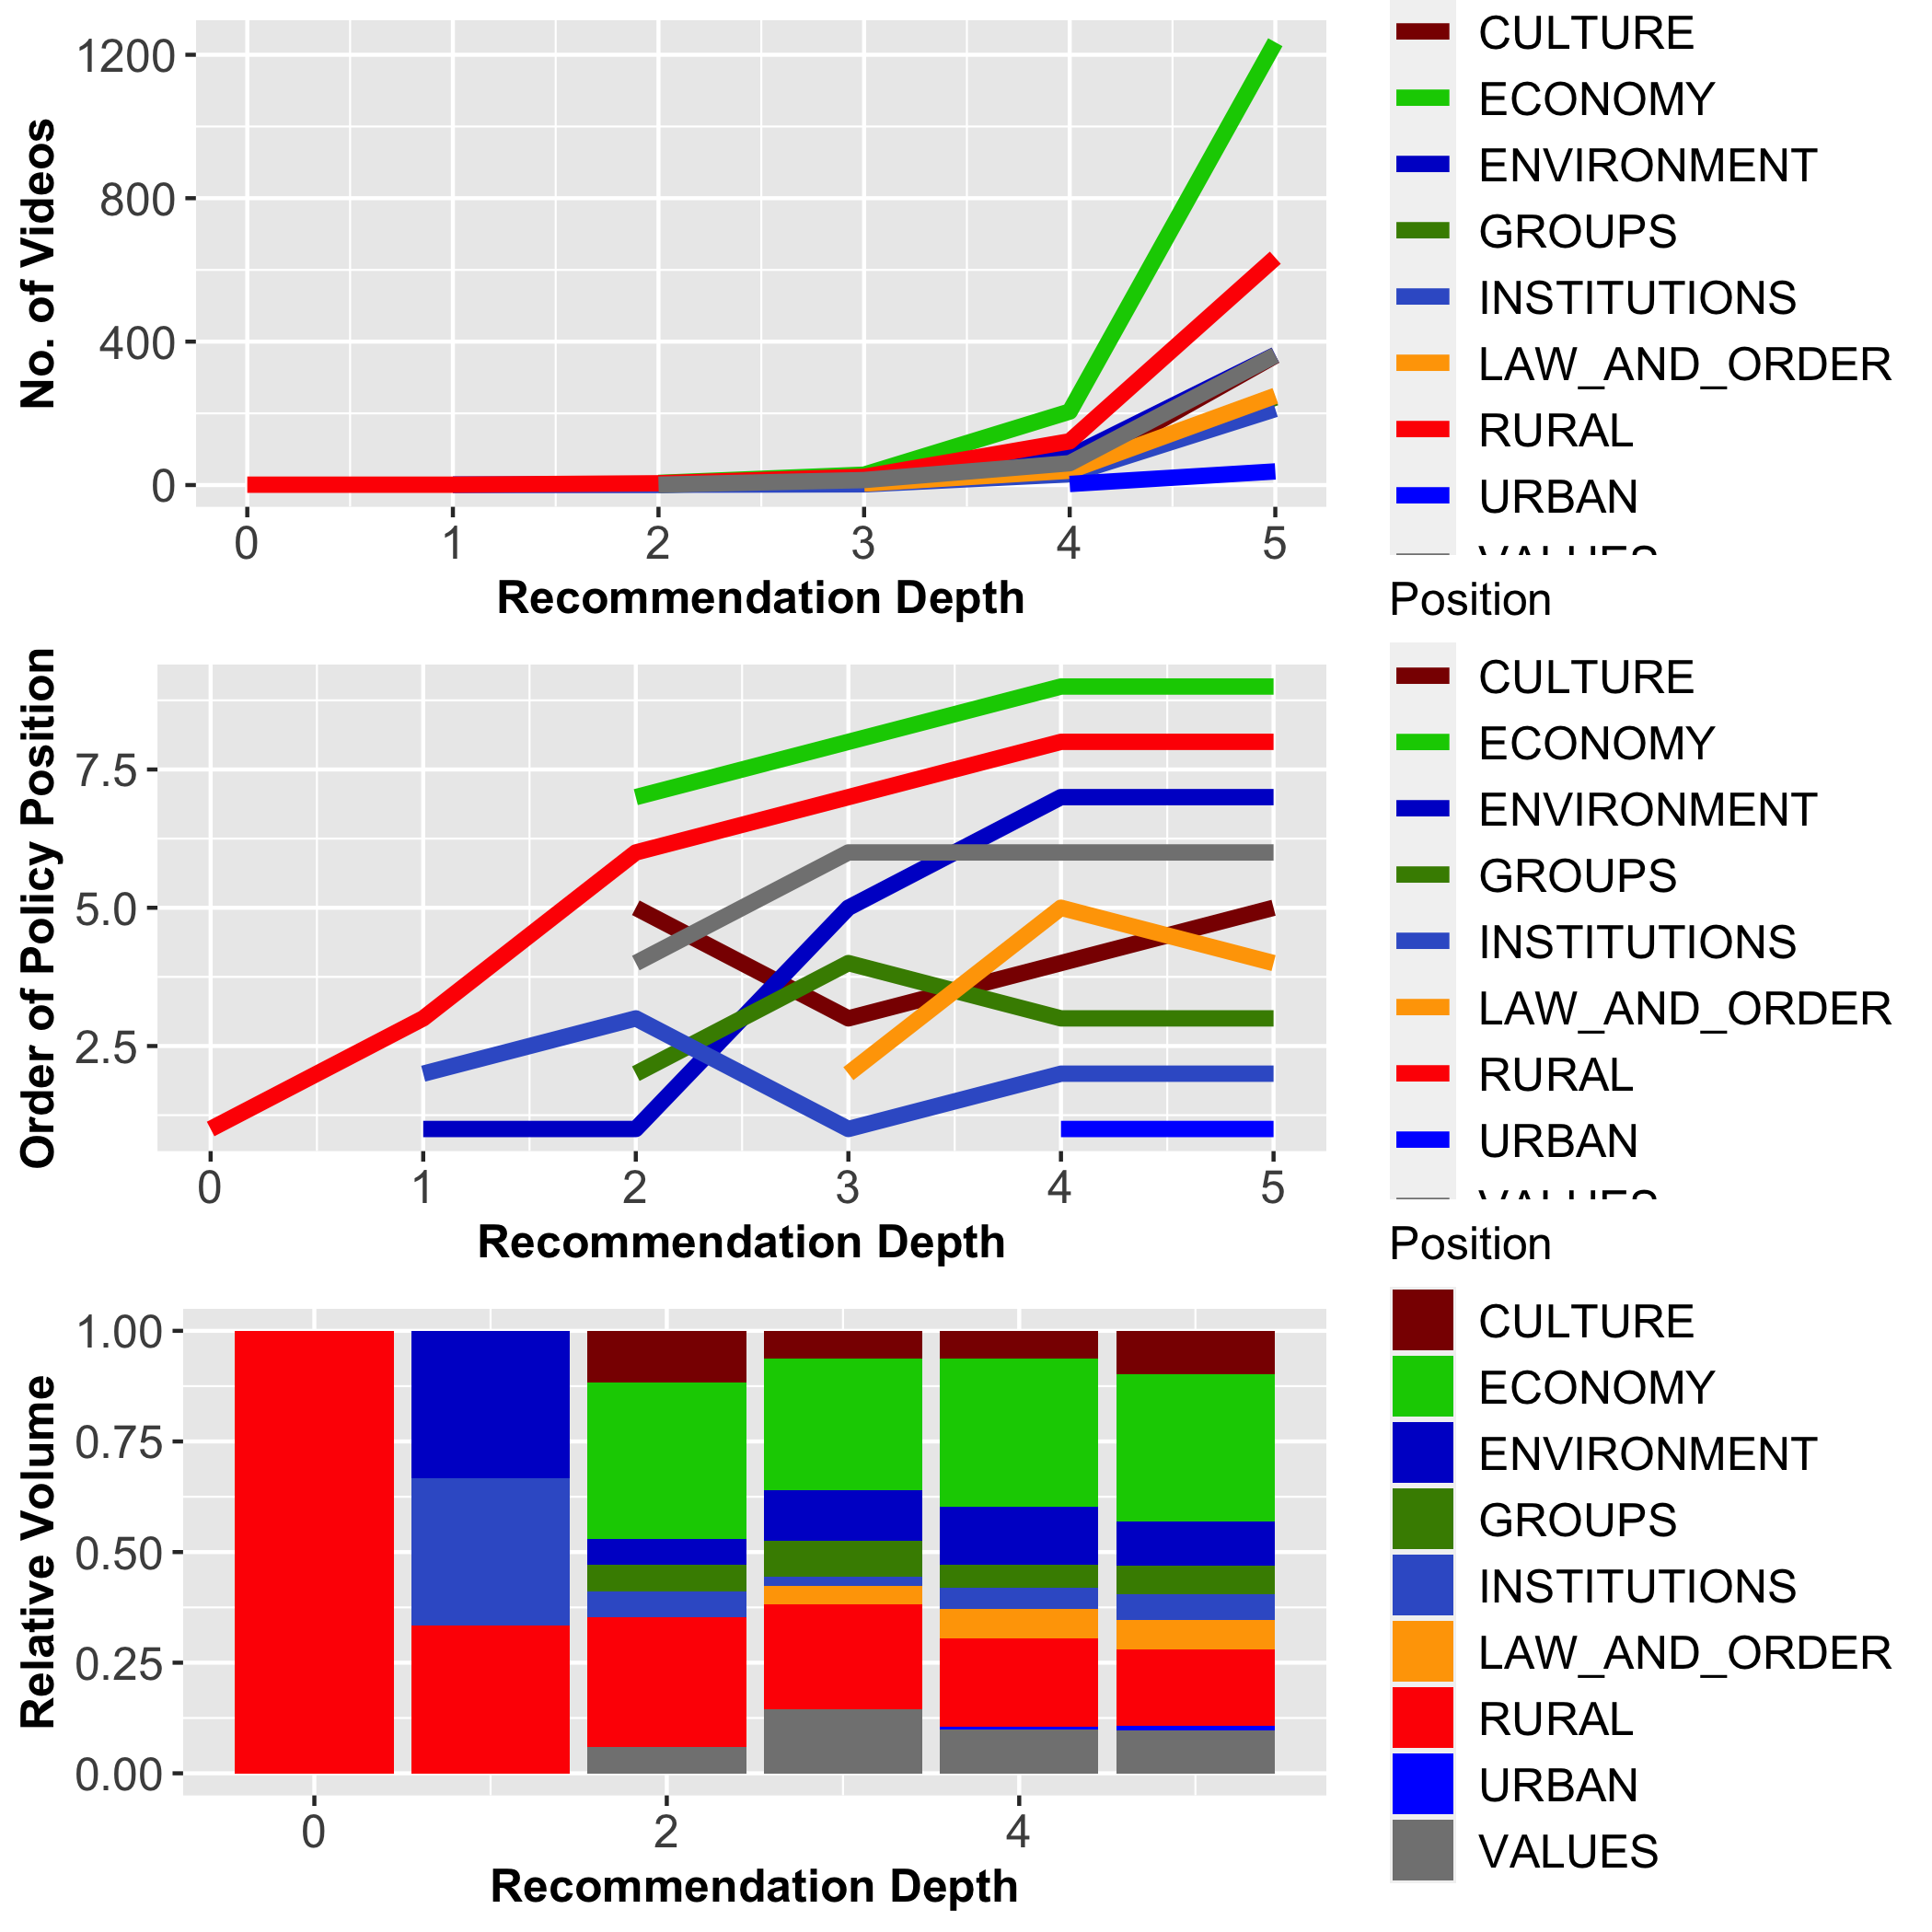 No. of Videos
1200
800
400
0
0 1 2 3 4 5
Recommendation Depth
CULTURE
ECONOMY
ENVIRONMENT
GROUPS
INSTITUTIONS
LAW_AND_ORDER
RURAL
URBAN
VALUES
Order of Policy Position
7.5
5.0
2.5
0 1 2 3 4 5
Recommendation Depth
Position
CULTURE
ECONOMY
ENVIRONMENT
GROUPS
INSTITUTIONS
LAW_AND_ORDER
RURAL
URBAN
VALUES
Relative Volume
1.00
0.75
0.50
0.25
0.00
0 2 4
Recommendation Depth
Position
CULTURE
ECONOMY
ENVIRONMENT
GROUPS
INSTITUTIONS
LAW_AND_ORDER
RURAL
URBAN
VALUES